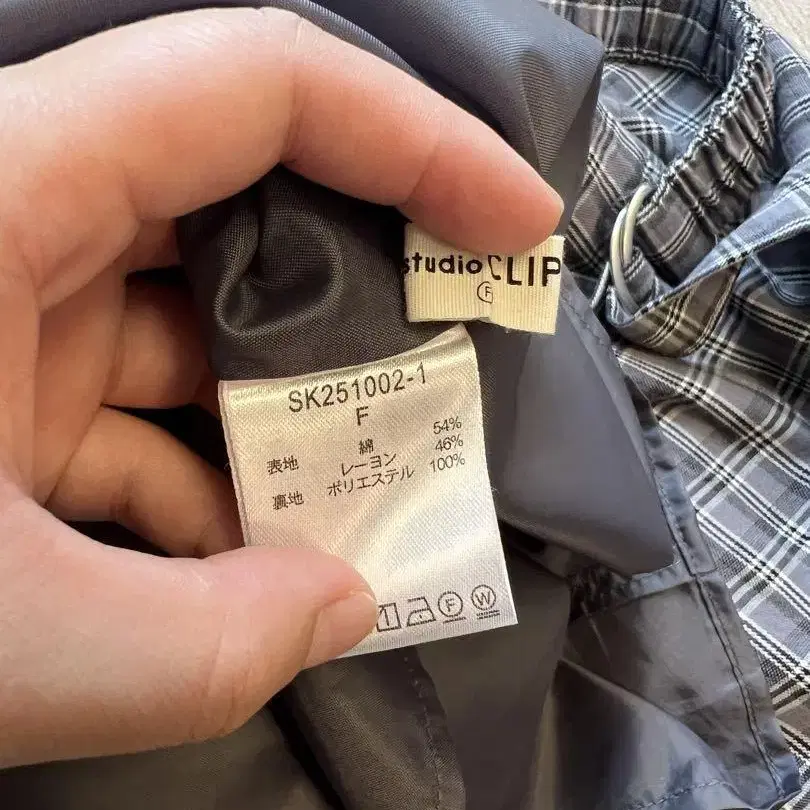 studio CLIP
F
SK251002-1
F
表地 綿 54%
レーヨン 46%
裏地 ポリエステル 100%
F W